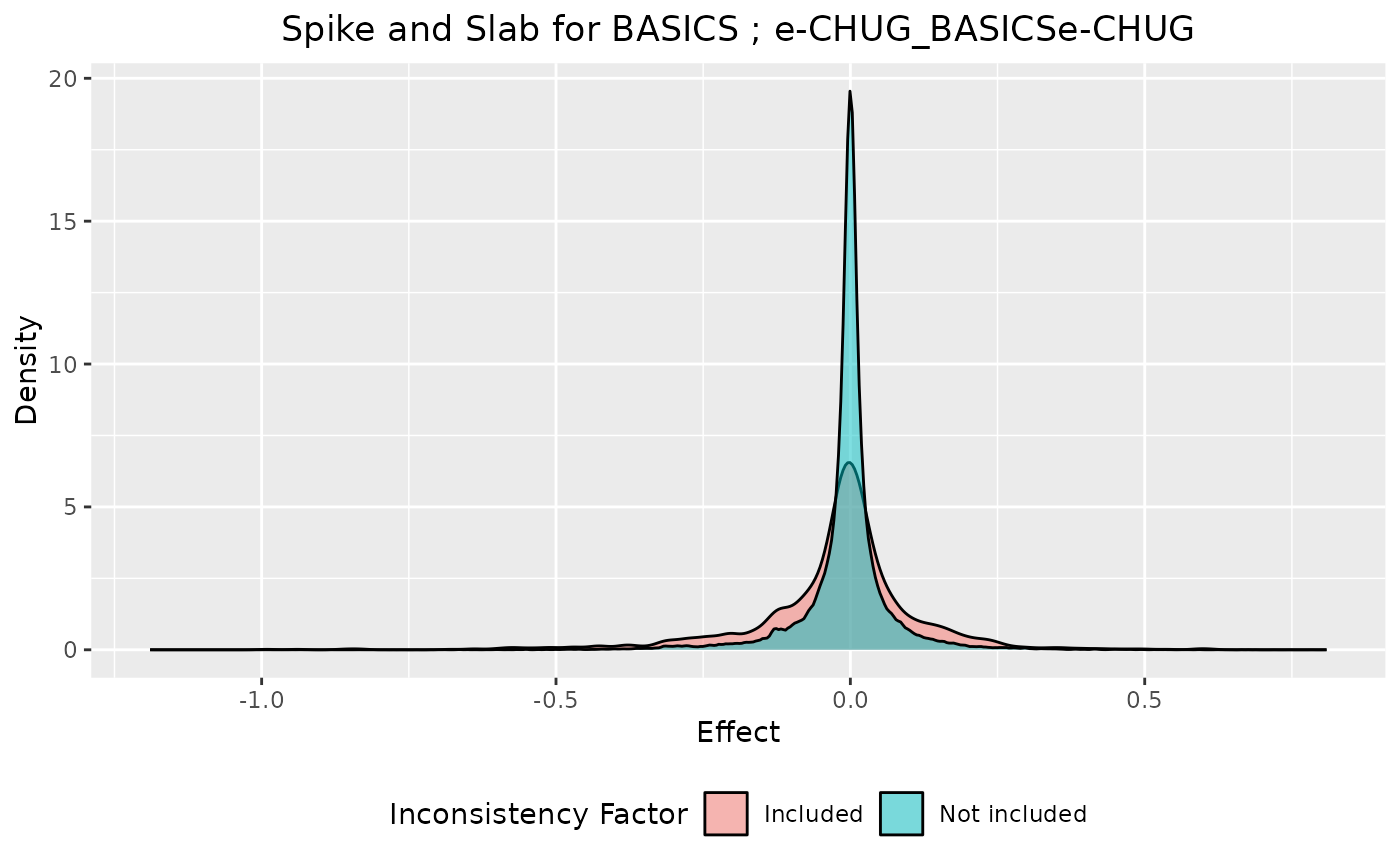 Spike and Slab for BASICS ; e-CHUG_BASICSe-CHUG
20
15
10
5
0
Density
-1.0 -0.5 0.0 0.5
Effect
Inconsistency Factor Included Not included